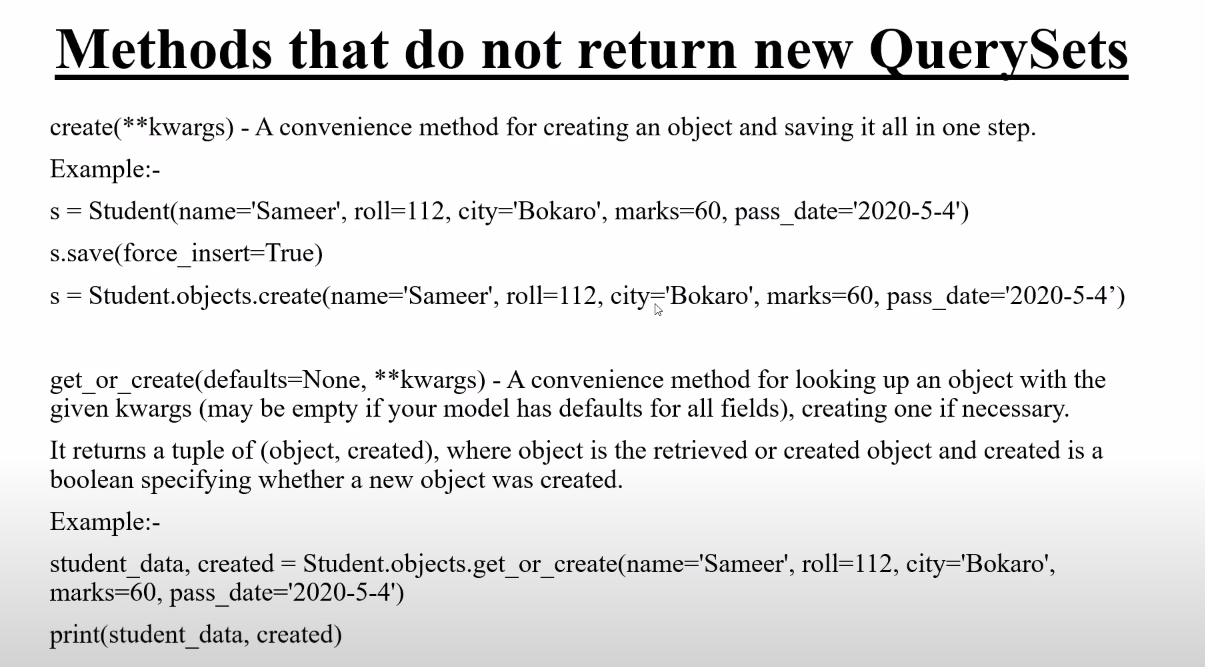 Methods that do not return new QuerySets
create(**kwargs) - A convenience method for creating an object and saving it all in one step.
Example:-
s = Student(name='Sameer', roll=112, city='Bokaro', marks=60, pass_date='2020-5-4')
s.save(force_insert=True)
s = Student.objects.create(name='Sameer', roll=112, city='Bokaro', marks=60, pass_date='2020-5-4’)
get_or_create(defaults=None, **kwargs) - A convenience method for looking up an object with the
given kwargs (may be empty if your model has defaults for all fields), creating one if necessary.
It returns a tuple of (object, created), where object is the retrieved or created object and created is a
boolean specifying whether a new object was created.
Example:-
student_data, created = Student.objects.get_or_create(name='Sameer', roll=112, city='Bokaro',
marks=60, pass_date='2020-5-4')
print(student_data, created)